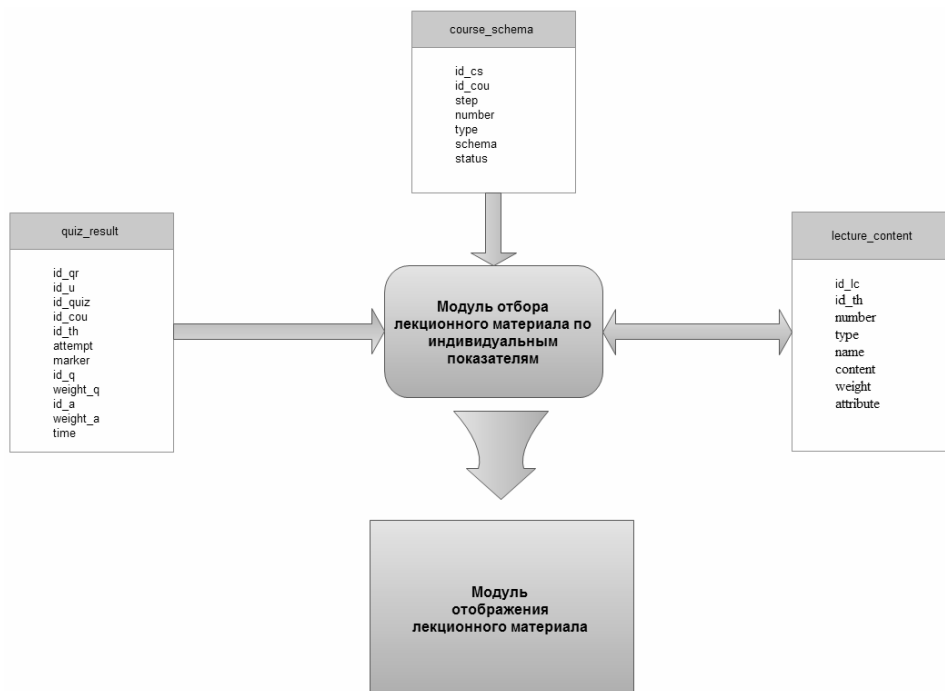 course_schema
id_cs
id_cou
step
number
type
schema
status
quiz_result
id_qr
id_u
id_quiz
id_cou
id_th
attempt
marker
id_q
weight_q
id_a
weight_a
time
Модуль отбора
лекционного материала по
индивидуальным
показателям
lecture_content
id_lc
id_th
number
type
name
content
weight
attribute
Модуль
отображения
лекционного материала